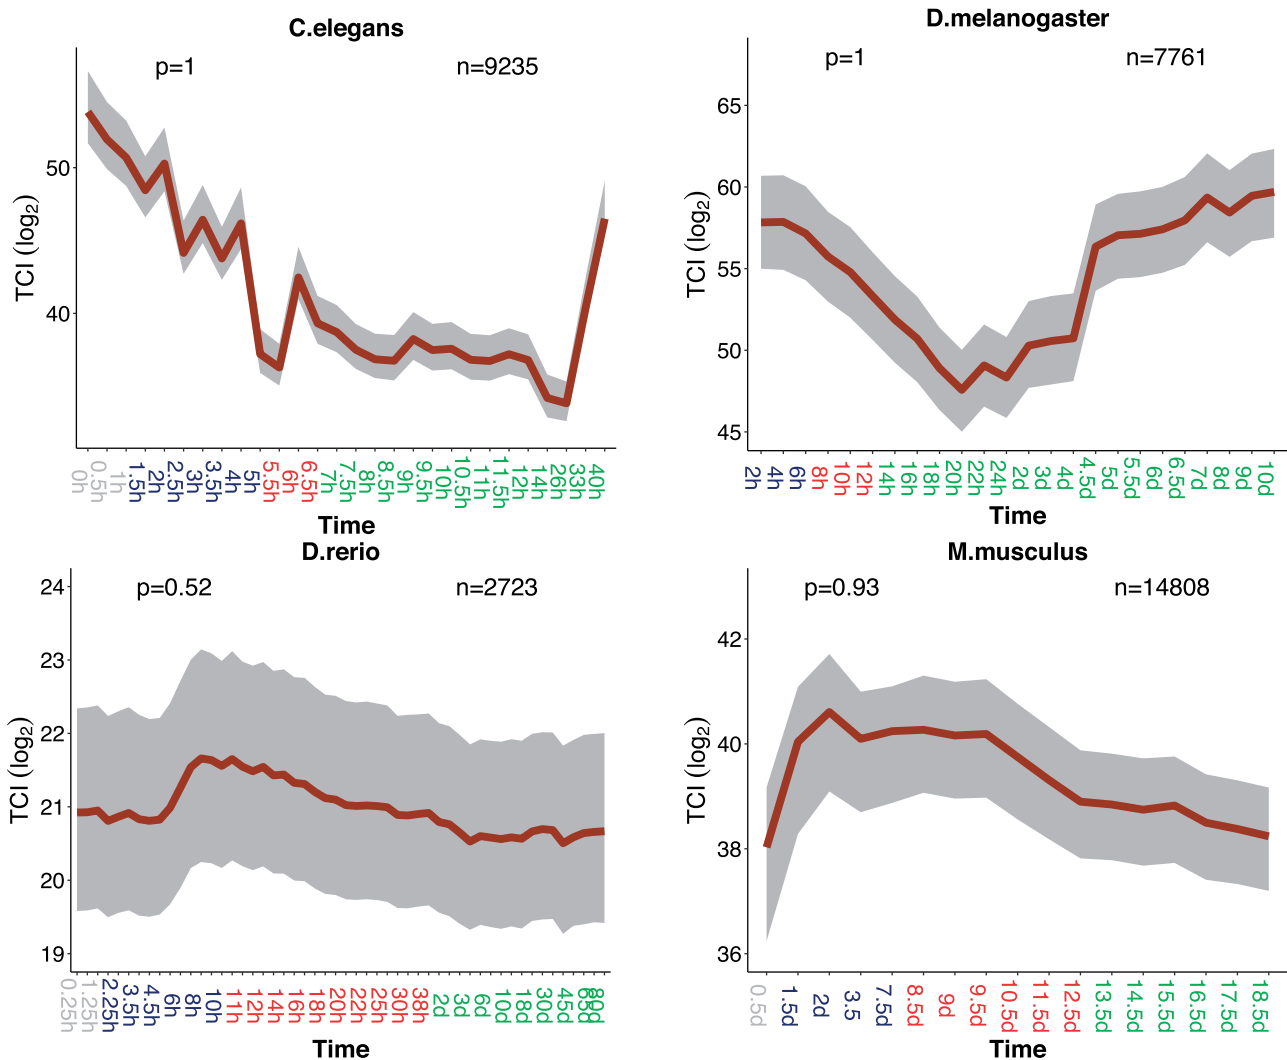 C.elegans
p=1
n=9235
TCI (log2)
50
40
0h 0.5h 1h 1.5h 2h 2.5h 3h 3.5h 4h 5h 5.5h 6h 6.5h 7h 7.5h 8h 8.5h 9h 9.5h 10h 10.5h 11h 11.5h 12h 14h 26h 33h 40h
Time
D.melanogaster
p=1
n=7761
TCI (log2)
65
60
55
50
45
2h 4h 6h 8h 10h 12h 14h 16h 18h 20h 22h 24h 2d 3d 4d 4.5d 5d 5.5d 6d 6.5d 7d 8d 9d 10d
Time
D.rerio
p=0.52
n=2723
TCI (log2)
24
23
22
21
20
19
0.25h 1.25h 2.25h 3.5h 4.5h 6h 8h 10h 11h 12h 14h 16h 18h 20h 22h 25h 30h 38h 2d 3d 6d 10d 18d 30d 45d
Time
M.musculus
p=0.93
n=14808
TCI (log2)
42
40
38
36
0.5d 1.5d 2d 3.5 7.5d 8.5d 9d 9.5d 10.5d 11.5d 12.5d 13.5d 14.5d 15.5d 16.5d 17.5d 18.5d
Time